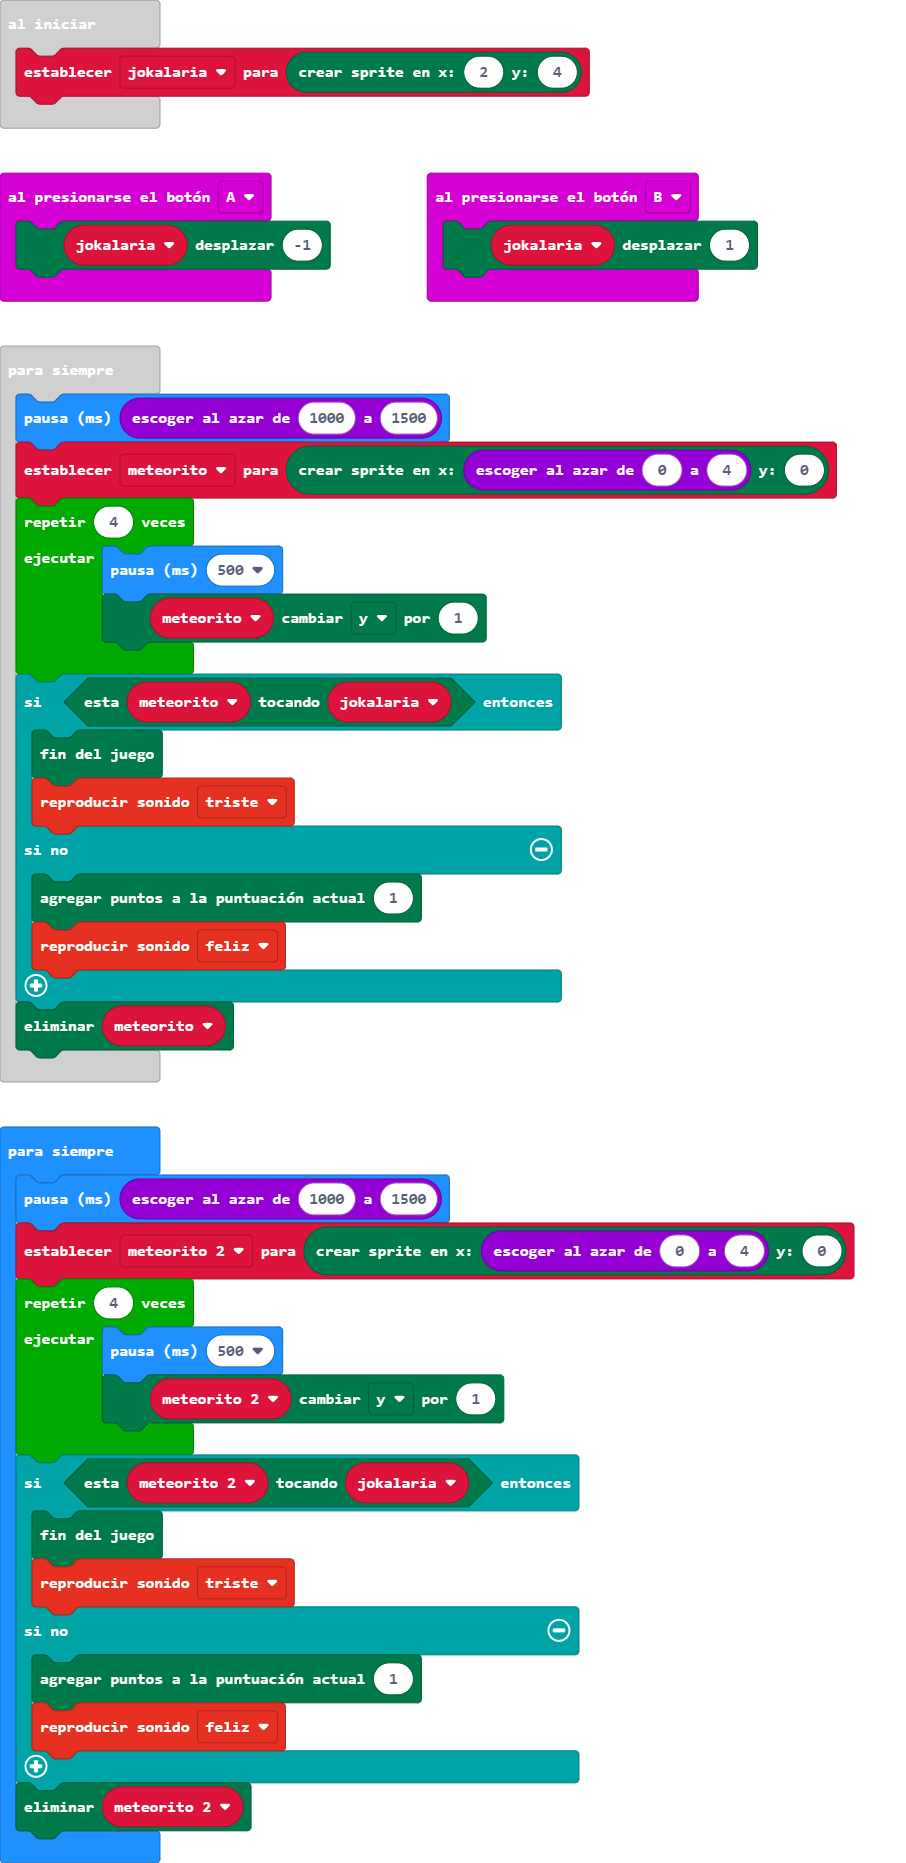 al iniciar
establecer jokalaria para crear sprite en x: 2 y: 4
al presionarse el botón A
jokalaria desplazar -1
al presionarse el botón B
jokalaria desplazar 1
para siempre
pausa (ms) escoger al azar de 1000 a 1500
establecer meteorito para crear sprite en x: escoger al azar de 0 a 4 y: 0
repetir 4 veces
ejecutar
pausa (ms) 500
meteorito cambiar y por 1
si esta meteorito tocando jokalaria entonces
fin del juego
reproducir sonido triste
si no
agregar puntos a la puntuación actual 1
reproducir sonido feliz
eliminar meteorito
para siempre
pausa (ms) escoger al azar de 1000 a 1500
establecer meteorito 2 para crear sprite en x: escoger al azar de 0 a 4 y: 0
repetir 4 veces
ejecutar
pausa (ms) 500
meteorito 2 cambiar y por 1
si esta meteorito 2 tocando jokalaria entonces
fin del juego
reproducir sonido triste
si no
agregar puntos a la puntuación actual 1
reproducir sonido feliz
eliminar meteorito 2